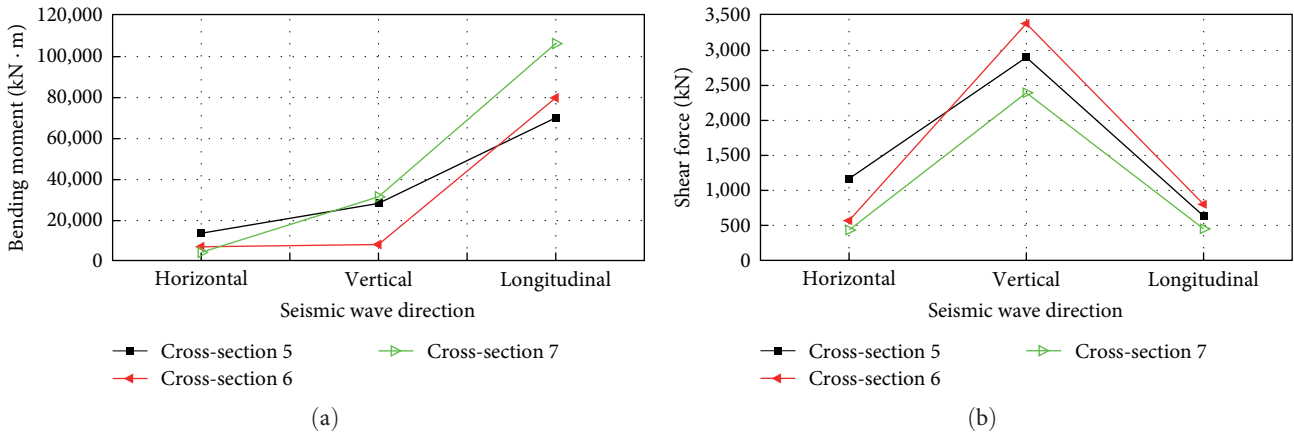 Bending moment (kN · m)
120,000
100,000
80,000
60,000
40,000
20,000
0
Horizontal Vertical Longitudinal
Seismic wave direction
Cross-section 5
Cross-section 6
Cross-section 7
(a)
Shear force (kN)
3,500
3,000
2,500
2,000
1,500
1,000
500
0
Horizontal Vertical Longitudinal
Seismic wave direction
Cross-section 5
Cross-section 6
Cross-section 7
(b)